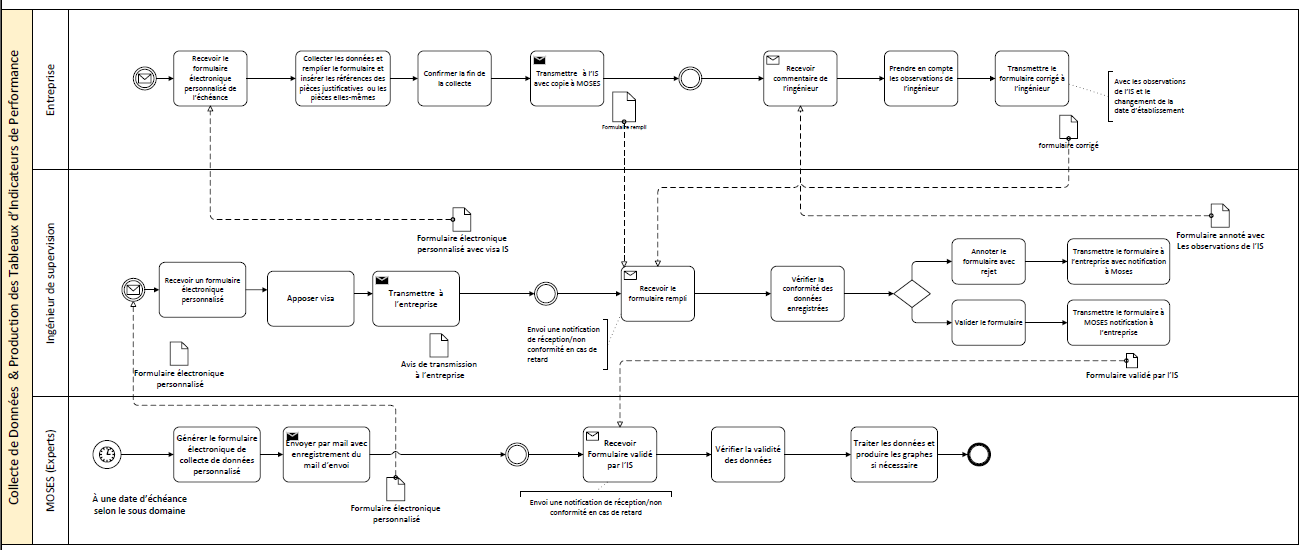 Collecte de Données & Production des Tableaux d'Indicateurs de Performance
Entreprise
Recevoir le
formulaire
électronique
personnalisé de
l'échéance
Collecter les données et
remplier le formulaire et
insérer les références des
pièces justificatives ou les
pièces elles-mêmes
Confirmer la fin de
la collecte
Transmettre à l'IS
avec copie à MOSES
Formulaire rempli
Recevoir
commentaire de
l'ingénieur
Prendre en compte
les observations de
l'ingénieur
Transmettre le
formulaire corrigé à
l'ingénieur
Avec les observations
de l'IS et le
changement de la
date d'établissement
formulaire corrigé
Ingénieur de supervision
Formulaire électronique
personnalisé avec visa IS
Formulaire annoté avec
Les observations de l'IS
Recevoir un formulaire
électronique
personnalisé
Apposer visa
Transmettre à
l'entreprise
Recevoir le
formulaire rempli
Vérifier la
conformité des
données
enregistrées
Annoter le
formulaire avec
rejet
Transmettre le formulaire à
l'entreprise avec notification
à Moses
Valider le formulaire
Transmettre le formulaire à
MOSES notification à
l'entreprise
Envoi une notification
de réception/non
conformité en cas de
retard
Formulaire électronique
personnalisé
Avis de transmission
à l'entreprise
Formulaire validé par l'IS
MOSES (Experts)
À une date d'échéance
selon le sous domaine
Générer le formulaire
électronique de
collecte de données
personnalisé
Envoyer par mail avec
enregistrement du
mail d'envoi
Formulaire électronique
personnalisé
Recevoir
Formulaire validé
par l'IS
Envoi une notification de réception/non
conformité en cas de retard
Vérifier la validité
des données
Traiter les données et
produire les graphes
si nécessaire